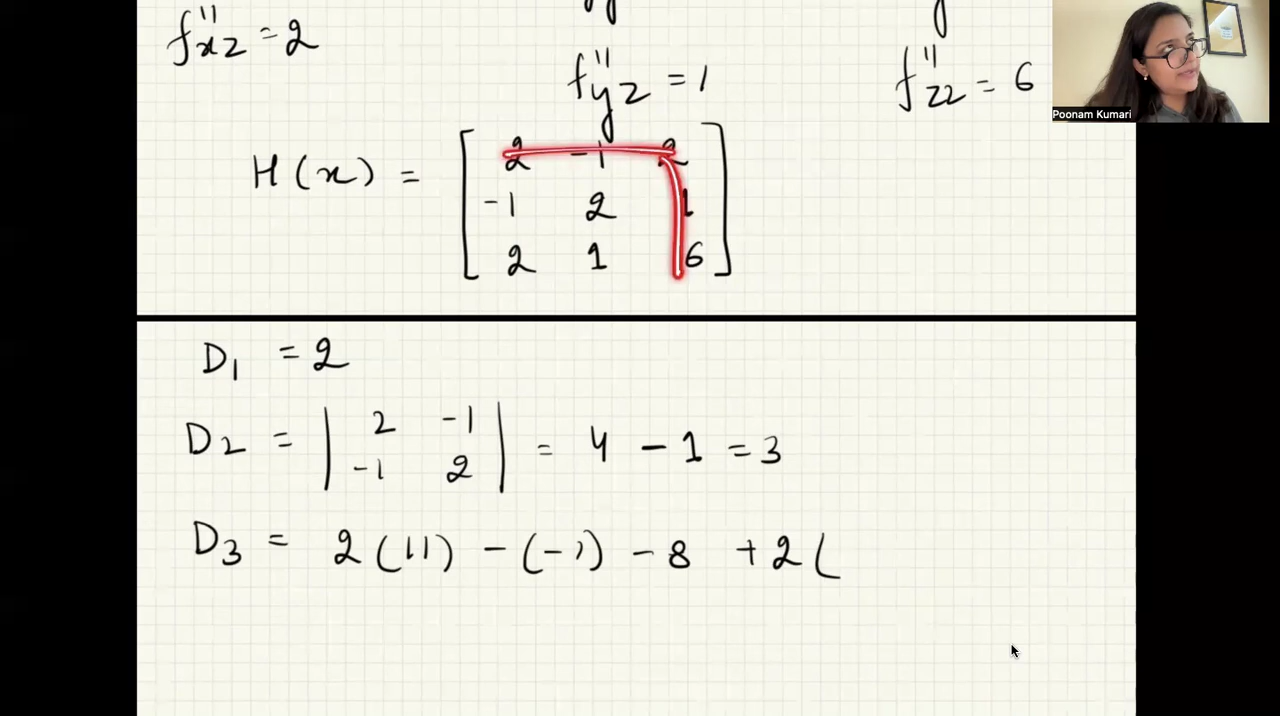 f''xz = 2
f''yz = 1
f''zz = 6
Poonam Kumari
H(x) = [ 2 -1 2
-1 2 1
2 1 6 ]
D1 = 2
D2 = | 2 -1 | = 4 - 1 = 3
| -1 2 |
D3 = 2 (11) - (-1) - 8 + 2 (